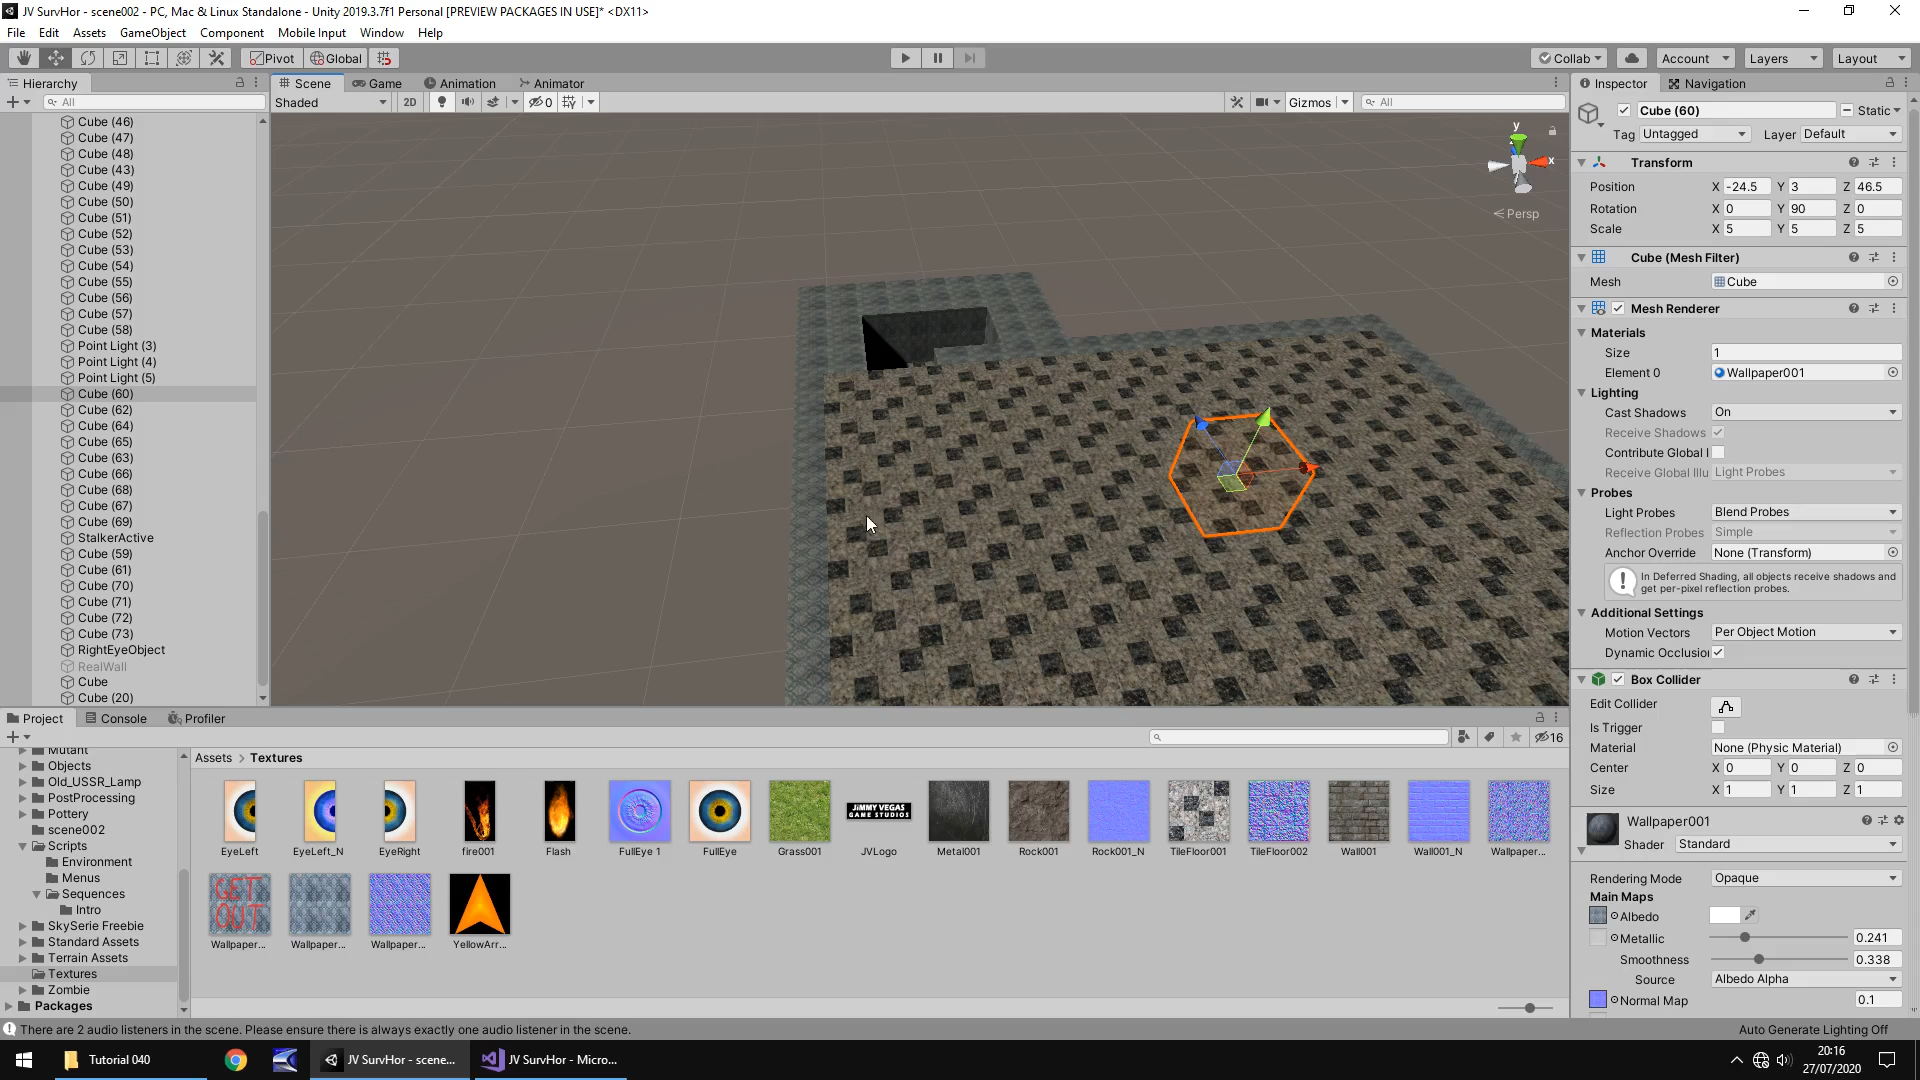 JV SurvHor - scene002 - PC, Mac & Linux Standalone - Unity 2019.3.7f1 Personal [PREVIEW PACKAGES IN USE]* <DX11>
File Edit Assets GameObject Component Mobile Input Window Help
Pivot Global Collab Account Layers Layout
Hierarchy
All
Cube (46)
Cube (47)
Cube (48)
Cube (43)
Cube (49)
Cube (50)
Cube (51)
Cube (52)
Cube (53)
Cube (54)
Cube (55)
Cube (56)
Cube (57)
Cube (58)
Point Light (3)
Point Light (4)
Point Light (5)
Cube (60)
Cube (62)
Cube (64)
Cube (65)
Cube (63)
Cube (66)
Cube (68)
Cube (67)
Cube (69)
StalkerActive
Cube (59)
Cube (61)
Cube (70)
Cube (71)
Cube (72)
Cube (73)
RightEyeObject
RealWall
Cube
Cube (20)
Scene Game Animation Animator
Shaded 2D 0 Gizmos All
y
x
Persp
Inspector Navigation
Cube (60) Static
Tag Untagged Layer Default
Transform
Position X -24.5 Y 3 Z 46.5
Rotation X 0 Y 90 Z 0
Scale X 5 Y 5 Z 5
Cube (Mesh Filter)
Mesh Cube
Mesh Renderer
Materials
Size 1
Element 0 Wallpaper001
Lighting
Cast Shadows On
Receive Shadows
Contribute Global I
Receive Global Illu Light Probes
Probes
Light Probes Blend Probes
Reflection Probes Simple
Anchor Override None (Transform)
In Deferred Shading, all objects receive shadows and
get per-pixel reflection probes.
Additional Settings
Motion Vectors Per Object Motion
Dynamic Occlusion
Box Collider
Edit Collider
Is Trigger
Material None (Physic Material)
Center X 0 Y 0 Z 0
Size X 1 Y 1 Z 1
Wallpaper001
Shader Standard
Rendering Mode Opaque
Main Maps
Albedo
Metallic 0.241
Smoothness 0.338
Source Albedo Alpha
Normal Map 0.1
Project Console Profiler
16
Mutant
Objects
Old_USSR_Lamp
PostProcessing
Pottery
scene002
Scripts
Environment
Menus
Sequences
Intro
SkySerie Freebie
Standard Assets
Terrain Assets
Textures
Zombie
Packages
Assets > Textures
JIMMY VEGAS
GAME STUDIOS
EyeLeft EyeLeft_N EyeRight fire001 Flash FullEye 1 FullEye Grass001 JVLogo Metal001 Rock001 Rock001_N TileFloor001 TileFloor002 Wall001 Wall001_N Wallpaper...
GET
OUT
Wallpaper... Wallpaper... Wallpaper... YellowArr...
There are 2 audio listeners in the scene. Please ensure there is always exactly one audio listener in the scene.
Auto Generate Lighting Off
Tutorial 040 JV SurvHor - scene... JV SurvHor - Micro...
20:16
27/07/2020